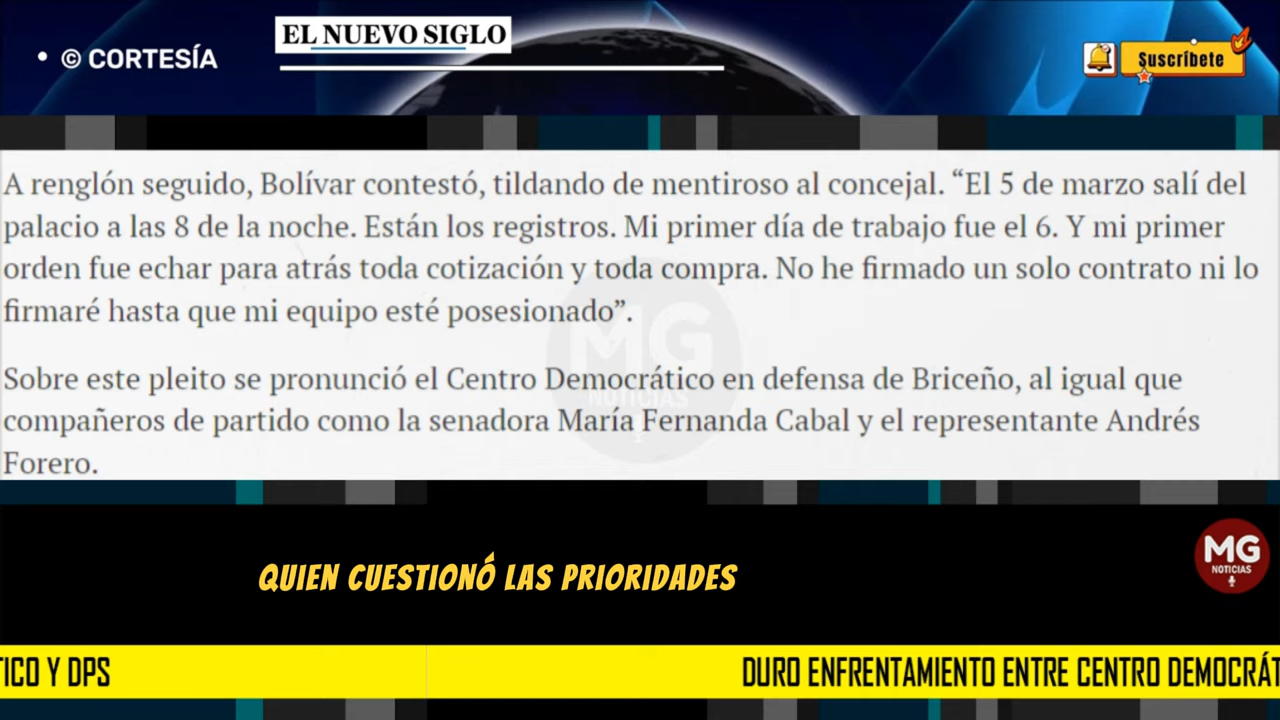 • © CORTESÍA
EL NUEVO SIGLO
Suscríbete
A renglón seguido, Bolívar contestó, tildando de mentiroso al concejal. “El 5 de marzo salí del
palacio a las 8 de la noche. Están los registros. Mi primer día de trabajo fue el 6. Y mi primer
orden fue echar para atrás toda cotización y toda compra. No he firmado un solo contrato ni lo
firmaré hasta que mi equipo esté posesionado”.
Sobre este pleito se pronunció el Centro Democrático en defensa de Briceño, al igual que
compañeros de partido como la senadora María Fernanda Cabal y el representante Andrés
Forero.
MG
NOTICIAS
QUIEN CUESTIONÓ LAS PRIORIDADES
MG
NOTICIAS
TICO Y DPS
DURO ENFRENTAMIENTO ENTRE CENTRO DEMOCRÁT